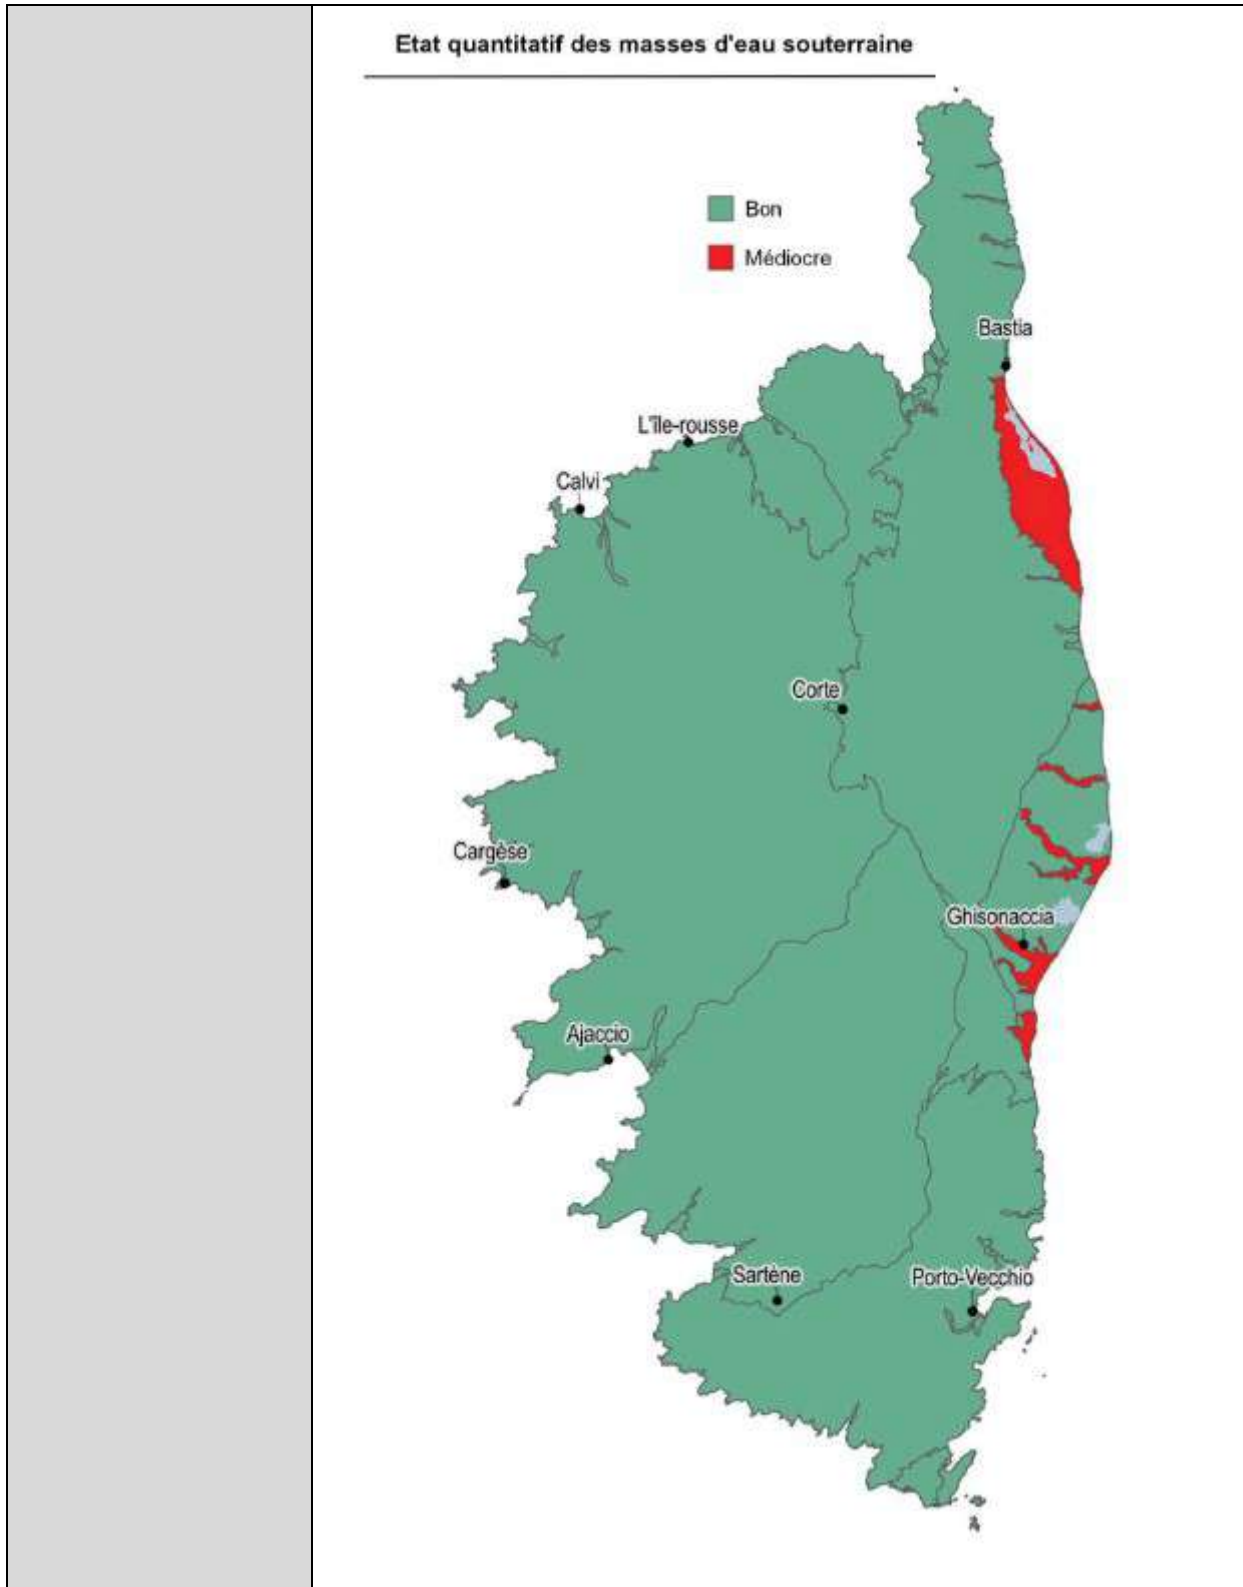 Etat quantitatif des masses d'eau souterraine
Bon
Médiocre
Bastia
L'île-rousse
Calvi
Corte
Cargèse
Ghisonaccia
Ajaccio
Sartène
Porto-Vecchio